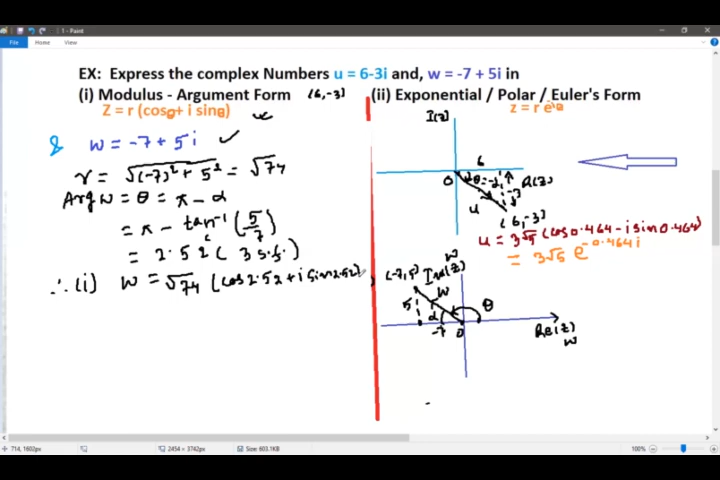 1 - Paint
File Home View
EX: Express the complex Numbers u = 6-3i and, w = -7 + 5i in
(i) Modulus - Argument Form (6,-3) (ii) Exponential / Polar / Euler's Form
Z = r (cosθ + i sinθ) z = r e^iθ
& w = -7 + 5i
r = √(-7)² + 5² = √74
Arg w = θ = π - α
= π - tan⁻¹ (5/-7)
= 2.52^c (3 s.f.)
∴ (i) w = √74 (cos 2.52 + i sin 2.52)
I(z)
6
0 θ=-α R(z)
-3
u
(6,-3)
u = 3√5 (cos 0.464 - i sin 0.464)
= 3√5 e^-0.464i
w
(-7,5) Im(z)
w
5 α θ
-7 0 Re(z)
w
714, 1602px 2454 × 3742px Size: 603.1KB 100%